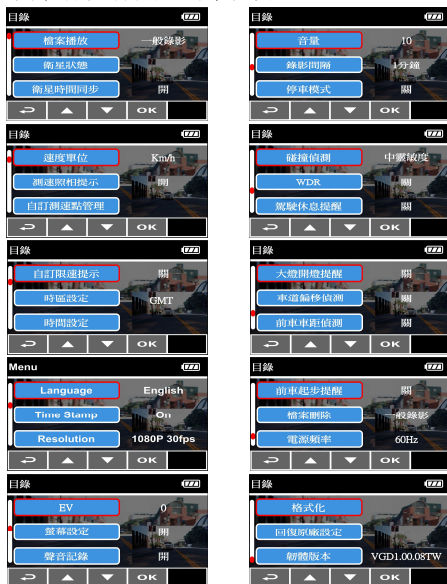 目錄
檔案播放 一般錄影
衛星狀態
衛星時間同步 開
OK
目錄
速度單位 Km/h
測速照相提示 開
自訂測速點管理
OK
目錄
自訂限速提示 關
時區設定 GMT
時間設定
OK
Menu
Language English
Time Stamp On
Resolution 1080P 30fps
OK
目錄
EV 0
螢幕設定 開
聲音記錄 開
OK
目錄
音量 10
錄影間隔 1分鐘
停車模式 關
OK
目錄
碰撞偵測 中靈敏度
WDR 關
駕駛休息提醒 關
OK
目錄
大燈開燈提醒 關
車道偏移偵測 關
前車車距偵測 關
OK
目錄
前車起步提醒 關
檔案刪除 一般錄影
電源頻率 60Hz
OK
目錄
格式化
回復原廠設定
韌體版本 VGD1.00.08TW
OK